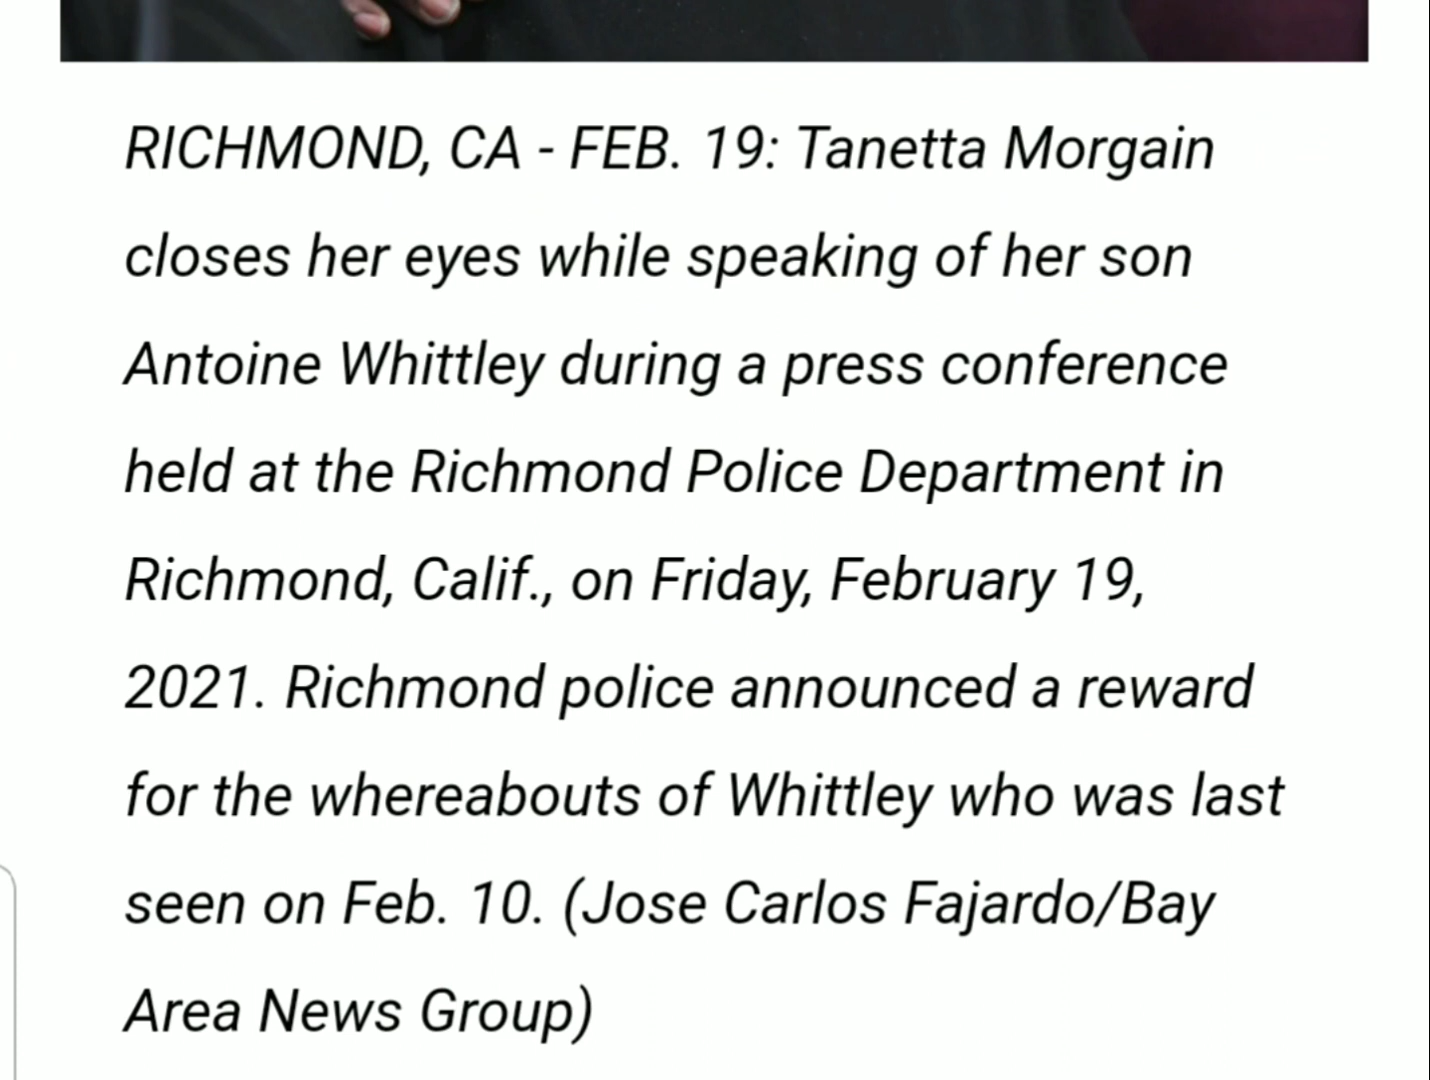 RICHMOND, CA - FEB. 19: Tanetta Morgain
closes her eyes while speaking of her son
Antoine Whittley during a press conference
held at the Richmond Police Department in
Richmond, Calif., on Friday, February 19,
2021. Richmond police announced a reward
for the whereabouts of Whittley who was last
seen on Feb. 10. (Jose Carlos Fajardo/Bay
Area News Group)